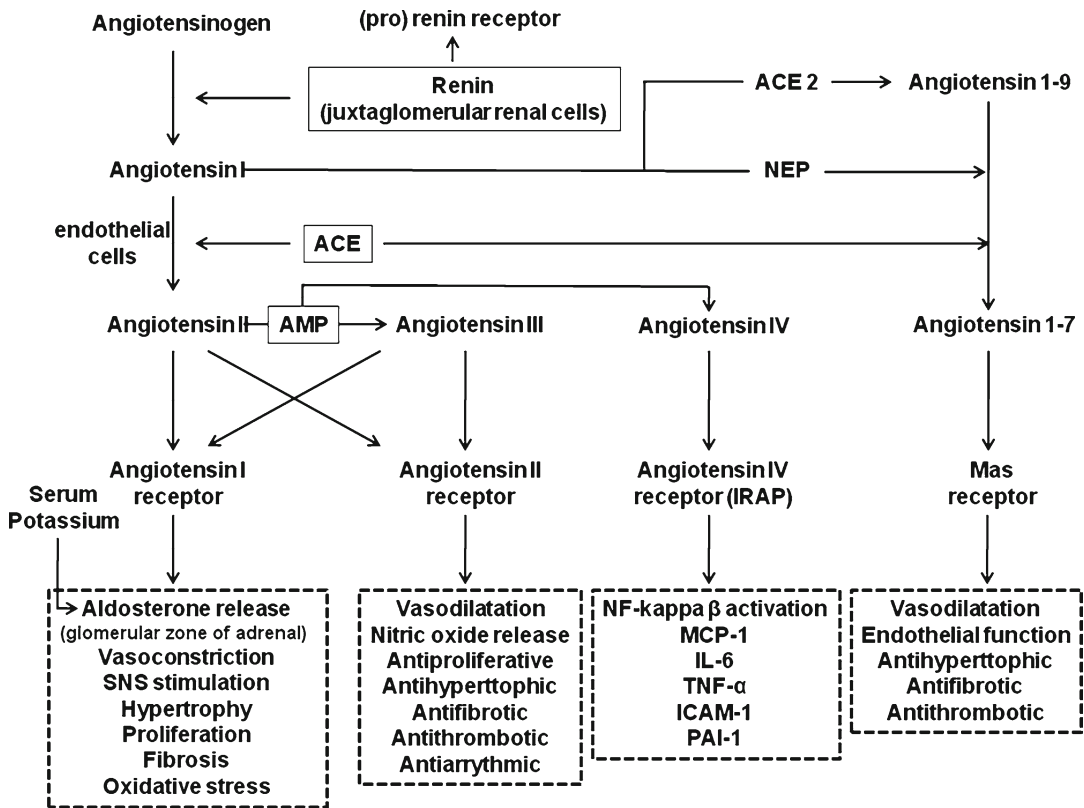 Angiotensinogen
(pro) renin receptor
Renin
(juxtaglomerular renal cells)
ACE 2
Angiotensin 1-9
Angiotensin I
NEP
endothelial
cells
ACE
Angiotensin II
AMP
Angiotensin III
Angiotensin IV
Angiotensin 1-7
Angiotensin I
receptor
Angiotensin II
receptor
Angiotensin IV
receptor (IRAP)
Mas
receptor
Serum
Potassium
Aldosterone release
(glomerular zone of adrenal)
Vasoconstriction
SNS stimulation
Hypertrophy
Proliferation
Fibrosis
Oxidative stress
Vasodilatation
Nitric oxide release
Antiproliferative
Antihyperttophic
Antifibrotic
Antithrombotic
Antiarrythmic
NF-kappa β activation
MCP-1
IL-6
TNF-α
ICAM-1
PAI-1
Vasodilatation
Endothelial function
Antihyperttophic
Antifibrotic
Antithrombotic